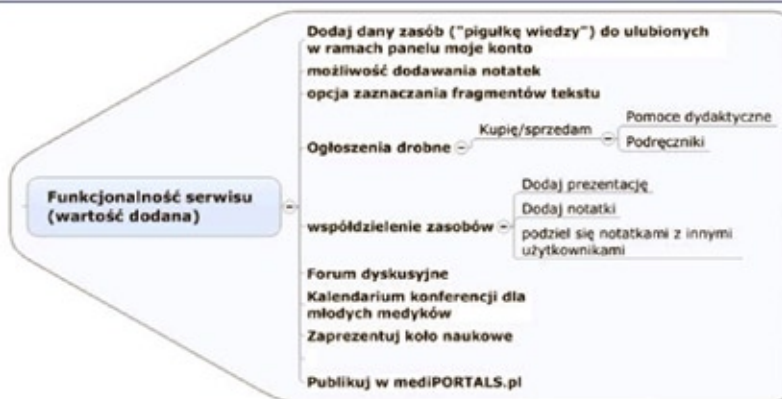 Dodaj dany zasób ("pigułkę wiedzy") do ulubionych
w ramach panelu moje konto
możliwość dodawania notatek
opcja zaznaczania fragmentów tekstu
Ogłoszenia drobne
Kupię/sprzedam
Pomoce dydaktyczne
Podręczniki
Funkcjonalność serwisu
(wartość dodana)
współdzielenie zasobów
Dodaj prezentację
Dodaj notatki
podziel się notatkami z innymi
użytkownikami
Forum dyskusyjne
Kalendarium konferencji dla
młodych medyków
Zaprezentuj koło naukowe
Publikuj w mediPORTALS.pl